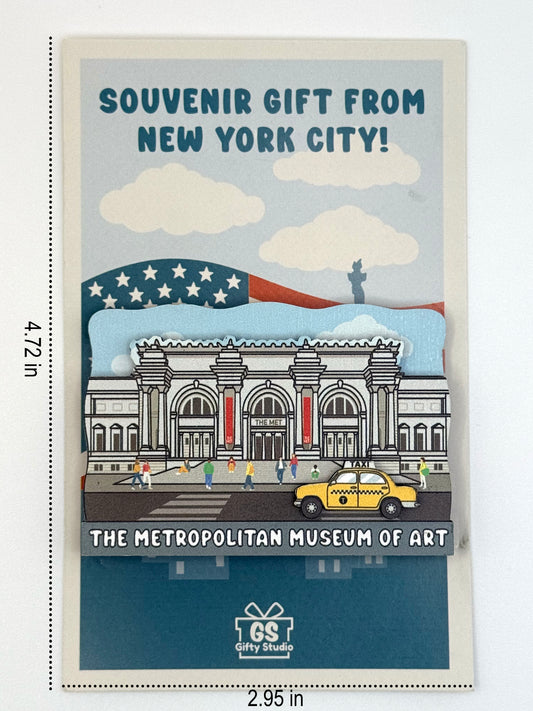 SOUVENIR GIFT FROM
NEW YORK CITY!
4.72 in
THE MET
TAXI
T
THE METROPOLITAN MUSEUM OF ART
GS
Gifty Studio
2.95 in